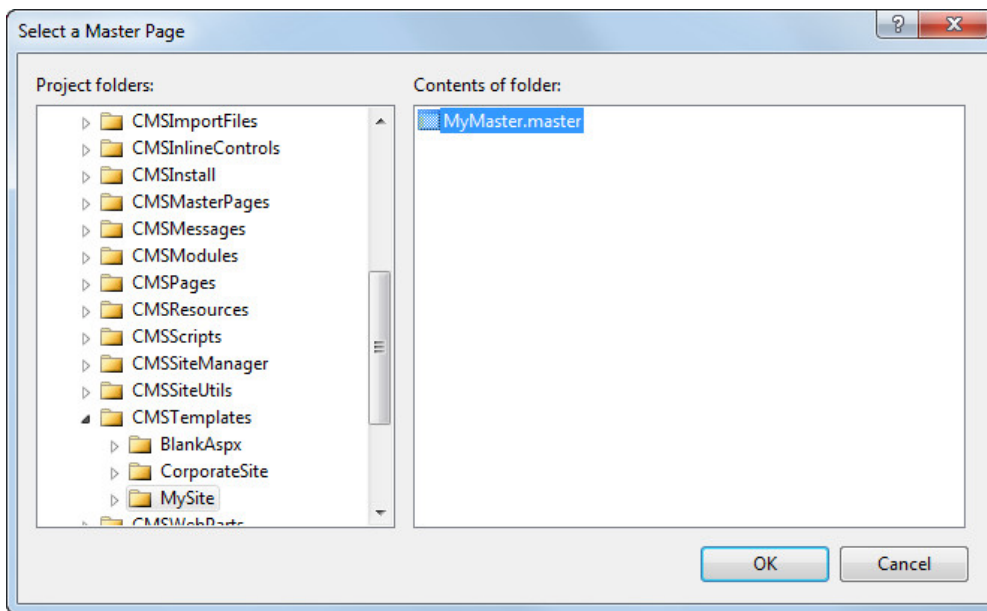 Select a Master Page
Project folders:
Contents of folder:
CMSImportFiles
CMSInlineControls
CMSInstall
CMSMasterPages
CMSMessages
CMSModules
CMSPages
CMSResources
CMSScripts
CMSSiteManager
CMSSiteUtils
CMSTemplates
BlankAspx
CorporateSite
MySite
CMSWebParts
MyMaster.master
OK
Cancel